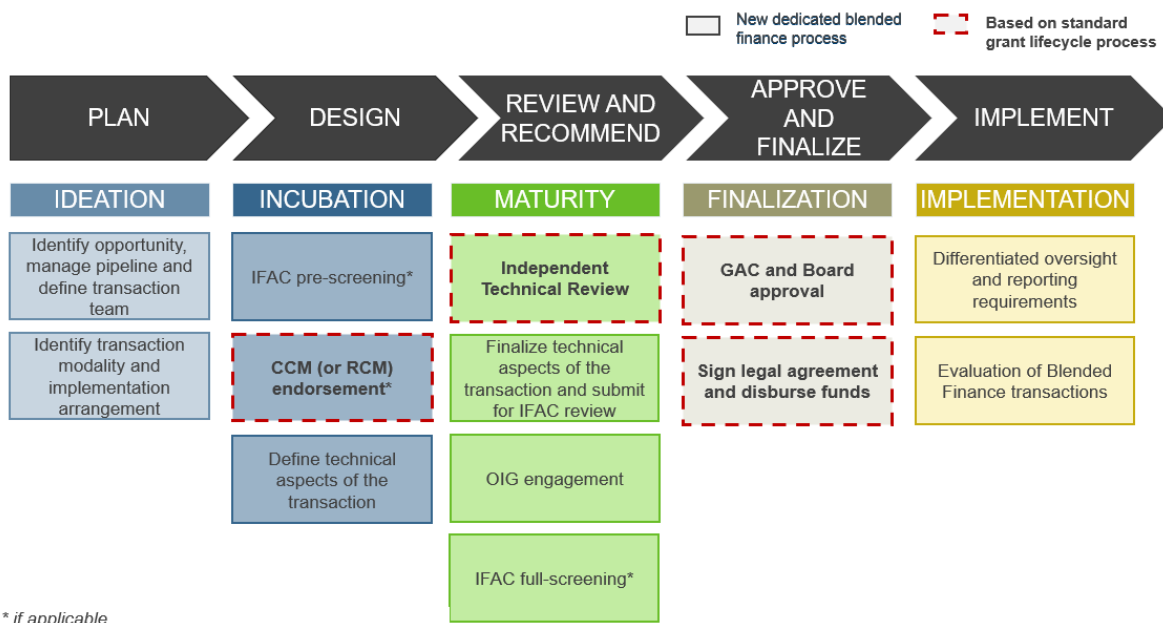 New dedicated blended
finance process
Based on standard
grant lifecycle process
PLAN
DESIGN
REVIEW AND
RECOMMEND
APPROVE
AND
FINALIZE
IMPLEMENT
IDEATION
INCUBATION
MATURITY
FINALIZATION
IMPLEMENTATION
Identify opportunity,
manage pipeline and
define transaction
team
Identify transaction
modality and
implementation
arrangement
IFAC pre-screening*
CCM (or RCM)
endorsement*
Define technical
aspects of the
transaction
Independent
Technical Review
Finalize technical
aspects of the
transaction and submit
for IFAC review
OIG engagement
IFAC full-screening*
GAC and Board
approval
Sign legal agreement
and disburse funds
Differentiated oversight
and reporting
requirements
Evaluation of Blended
Finance transactions
* if applicable